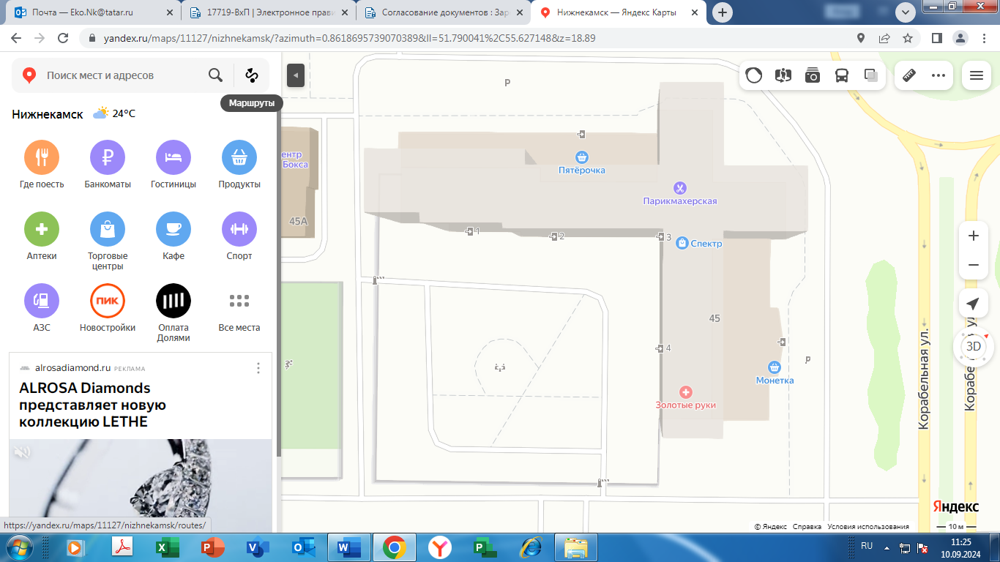 Почта — Eko.Nk@tatar.ru
17719-ВхП | Электронное прави
Согласование документов : Зар
Нижнекамск — Яндекс Карты
yandex.ru/maps/11127/nizhnekamsk/?azimuth=0.8618695739070389&ll=51.790041%2C55.627148&z=18.89
Поиск мест и адресов
Маршруты
Нижнекамск
24°C
Где поесть
Банкоматы
Гостиницы
Продукты
Аптеки
Торговые
центры
Кафе
Спорт
АЗС
ПИК
Новостройки
Оплата
Долями
Все места
alrosadiamond.ru РЕКЛАМА
ALROSA Diamonds
представляет новую
коллекцию LETHE
https://yandex.ru/maps/11127/nizhnekamsk/routes/
P
ентр
Бокса
45А
Пятёрочка
Парикмахерская
1
2
3
Спектр
45
4
P
Монетка
Золотые руки
Корабельная ул.
3D
Яндекс
© Яндекс Справка Условия использования
10 м
RU
11:25
10.09.2024